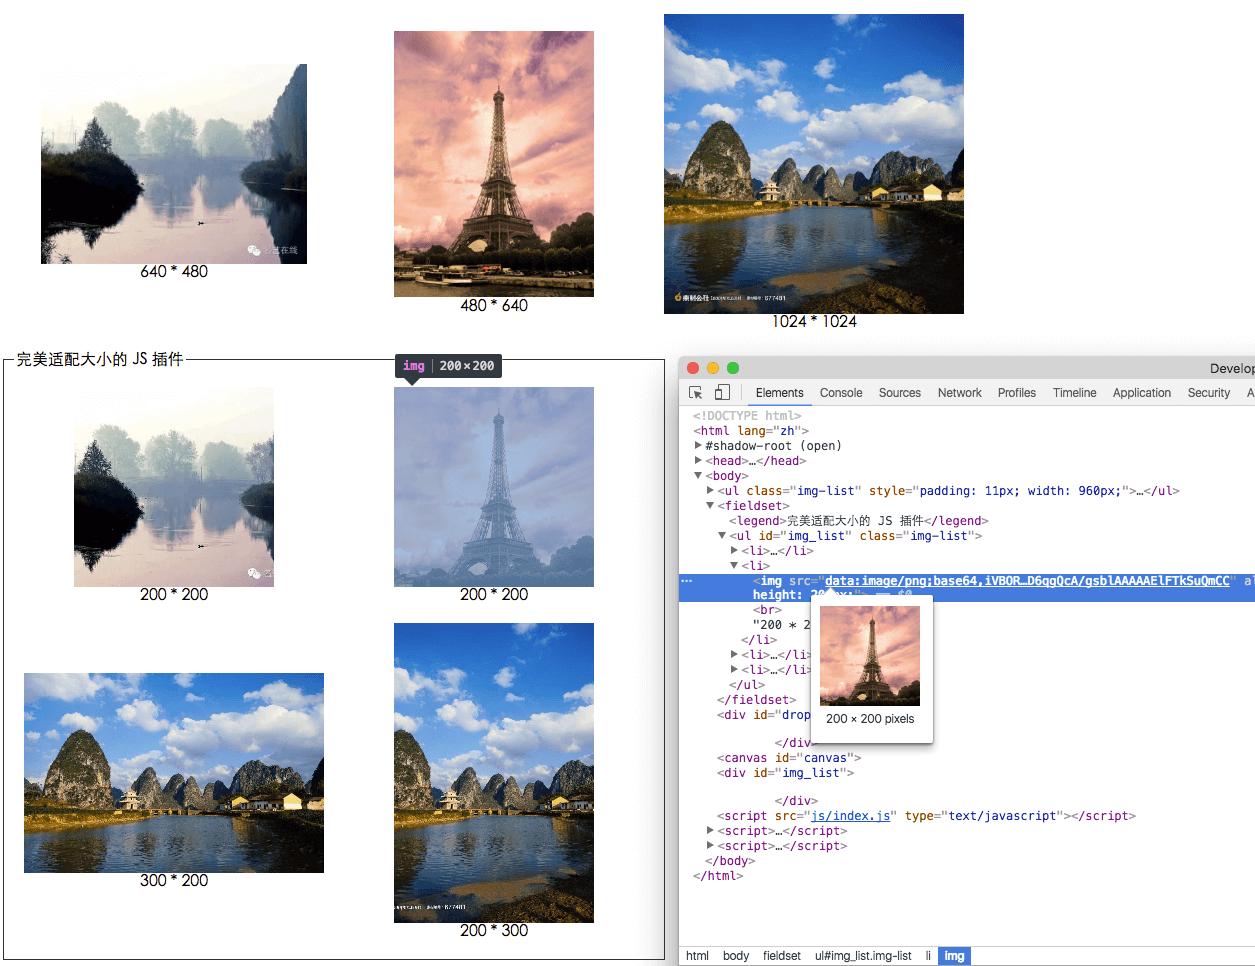 640 * 480
480 * 640
1024 * 1024
完美适配大小的 JS 插件
img 200×200
200 * 200
200 * 200
300 * 200
200 * 300
Develop
Elements Console Sources Network Profiles Timeline Application Security A
<!DOCTYPE html>
<html lang="zh">
#shadow-root (open)
<head>…</head>
<body>
<ul class="img-list" style="padding: 11px; width: 960px;">…</ul>
<fieldset>
<legend>完美适配大小的 JS 插件</legend>
<ul id="img_list" class="img-list">
<li>…</li>
<li>
<img src="data:image/png;base64,iVBOR…D6qgQcA/gsblAAAAAElFTkSuQmCC" al
height: 200px;"> == $0
<br>
"200 * 2
</li>
<li>…</li>
<li>…</li>
</ul>
</fieldset>
<div id="drop
</div>
<canvas id="canvas">
<div id="img_list">
</div>
<script src="js/index.js" type="text/javascript"></script>
<script>…</script>
<script>…</script>
</body>
</html>
200 × 200 pixels
html body fieldset ul#img_list.img-list li img